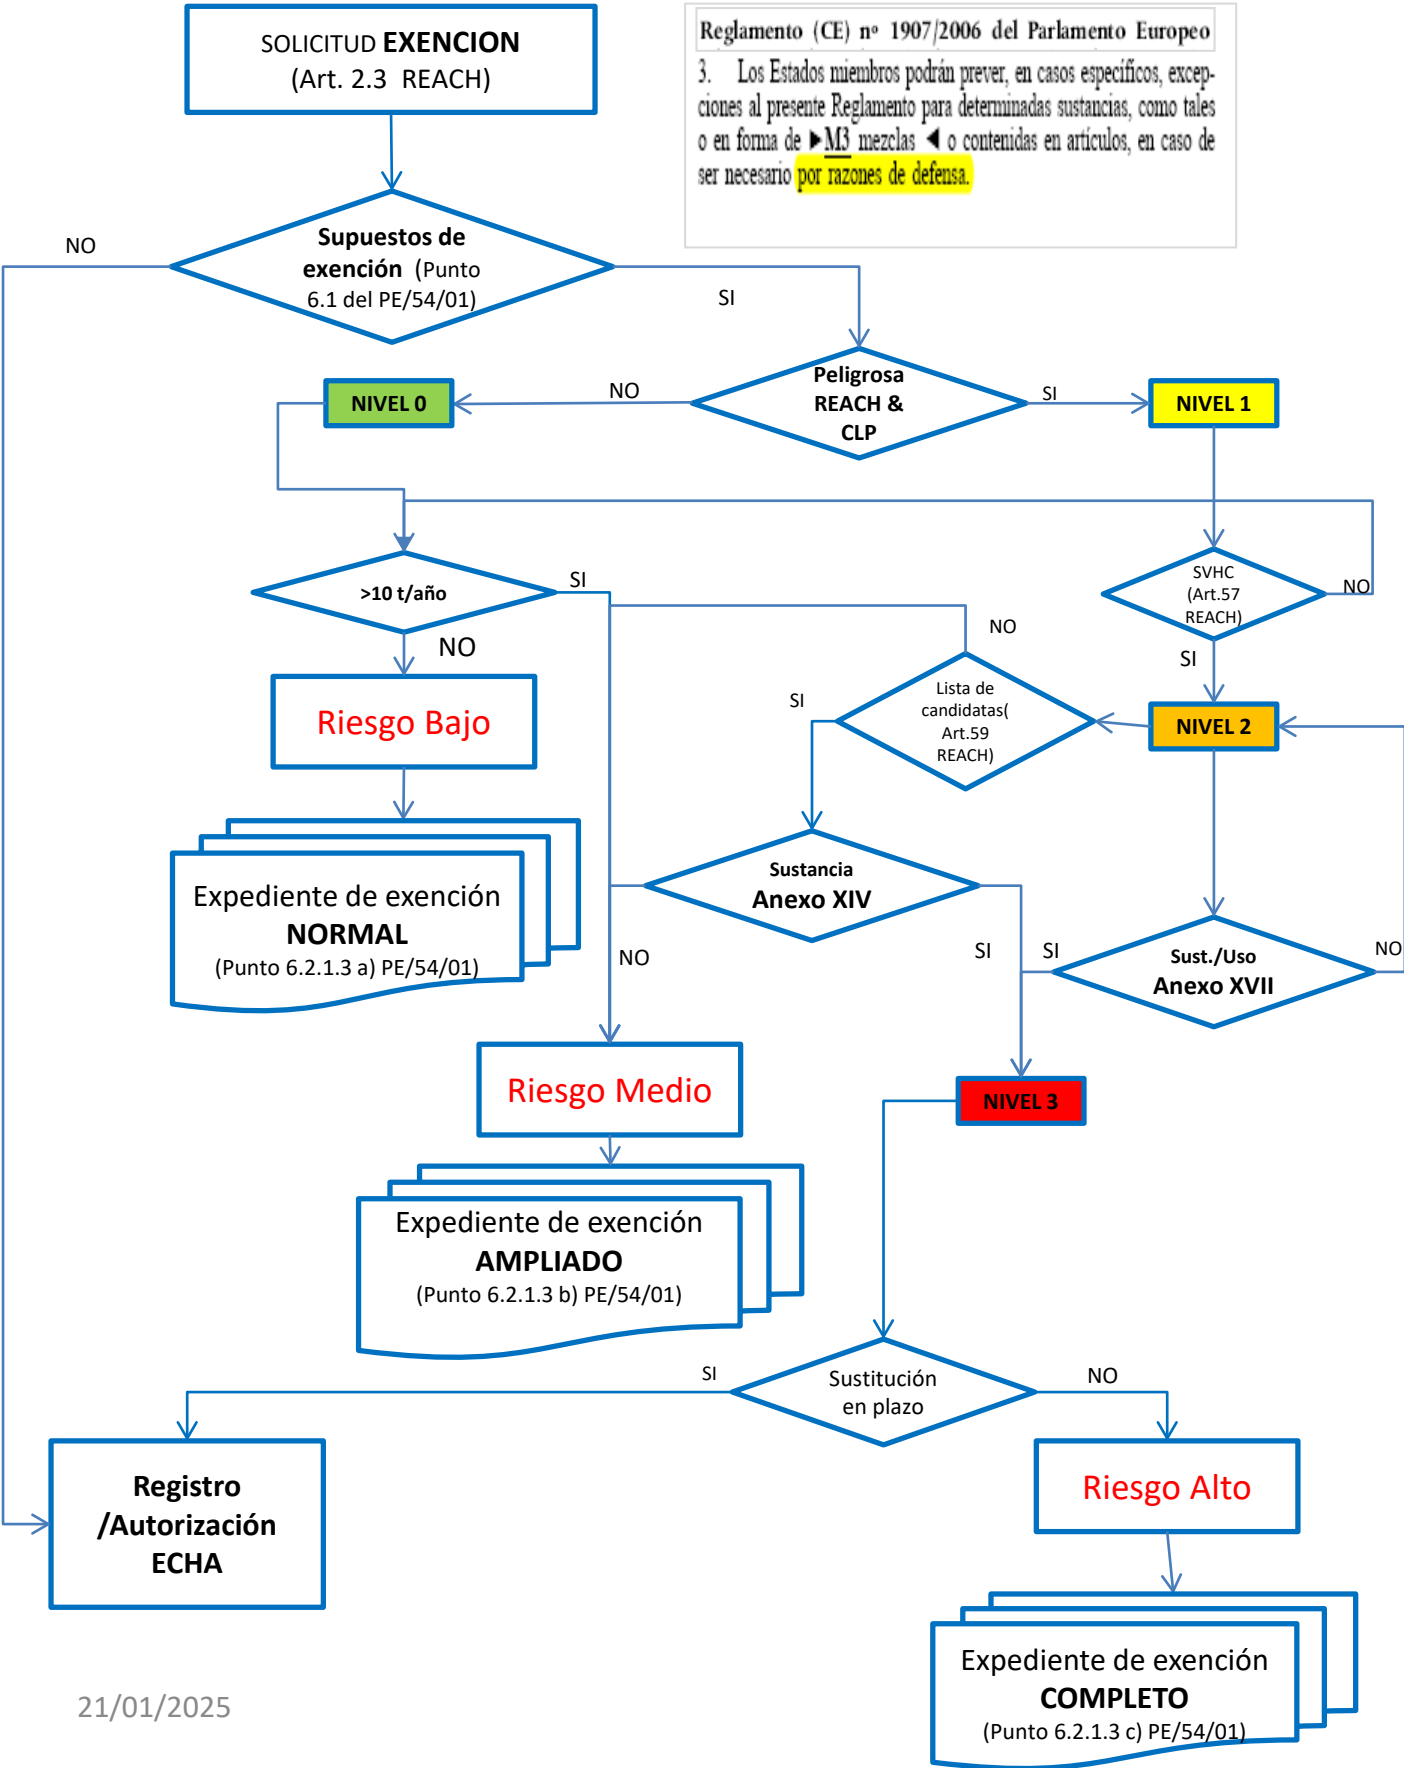 SOLICITUD EXENCION
(Art. 2.3 REACH)
Reglamento (CE) nº 1907/2006 del Parlamento Europeo
3. Los Estados miembros podrán prever, en casos específicos, excep-
ciones al presente Reglamento para determinadas sustancias, como tales
o en forma de ►M3 mezclas ◄ o contenidas en artículos, en caso de
ser necesario por razones de defensa.
NO
Supuestos de
exención (Punto
6.1 del PE/54/01)
SI
Peligrosa
REACH &
CLP
NO
SI
NIVEL 0
NIVEL 1
>10 t/año
SI
NO
SVHC
(Art.57
REACH)
NO
SI
NO
Riesgo Bajo
Lista de
candidatas(
Art.59
REACH)
SI
NIVEL 2
Expediente de exención
NORMAL
(Punto 6.2.1.3 a) PE/54/01)
Sustancia
Anexo XIV
NO
SI
SI
Sust./Uso
Anexo XVII
NO
Riesgo Medio
NIVEL 3
Expediente de exención
AMPLIADO
(Punto 6.2.1.3 b) PE/54/01)
SI
Sustitución
en plazo
NO
Registro
/Autorización
ECHA
Riesgo Alto
Expediente de exención
COMPLETO
(Punto 6.2.1.3 c) PE/54/01)
21/01/2025